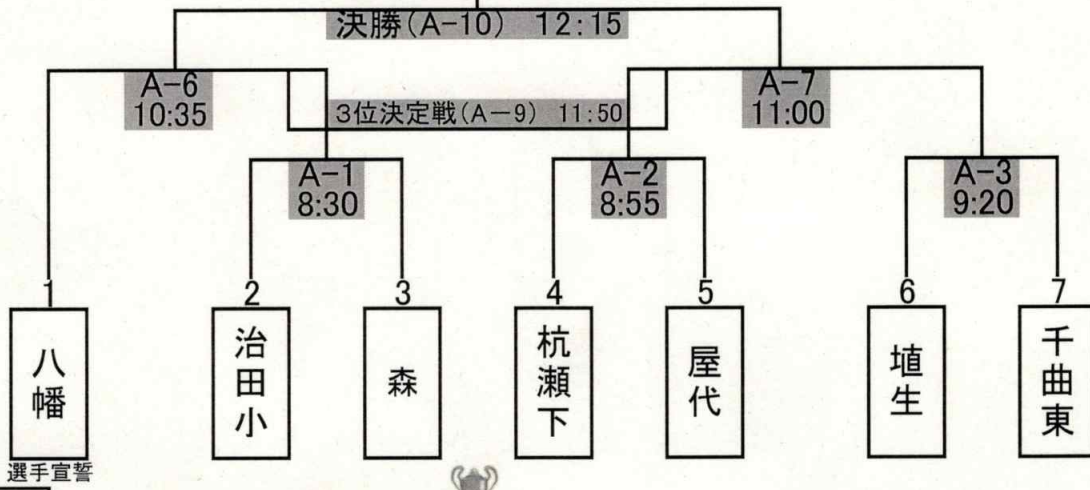 決勝(A-10) 12:15
A-6
10:35
A-7
11:00
3位決定戦(A-9) 11:50
A-1
8:30
A-2
8:55
A-3
9:20
1
2
3
4
5
6
7
八幡
治田小
森
杭瀬下
屋代
埴生
千曲東
選手宣誓